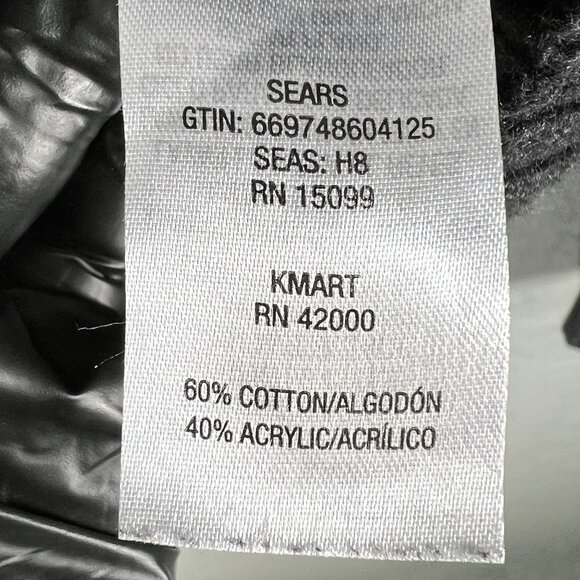 SEARS
GTIN: 669748604125
SEAS: H8
RN 15099
KMART
RN 42000
60% COTTON/ALGODÓN
40% ACRYLIC/ACRÍLICO